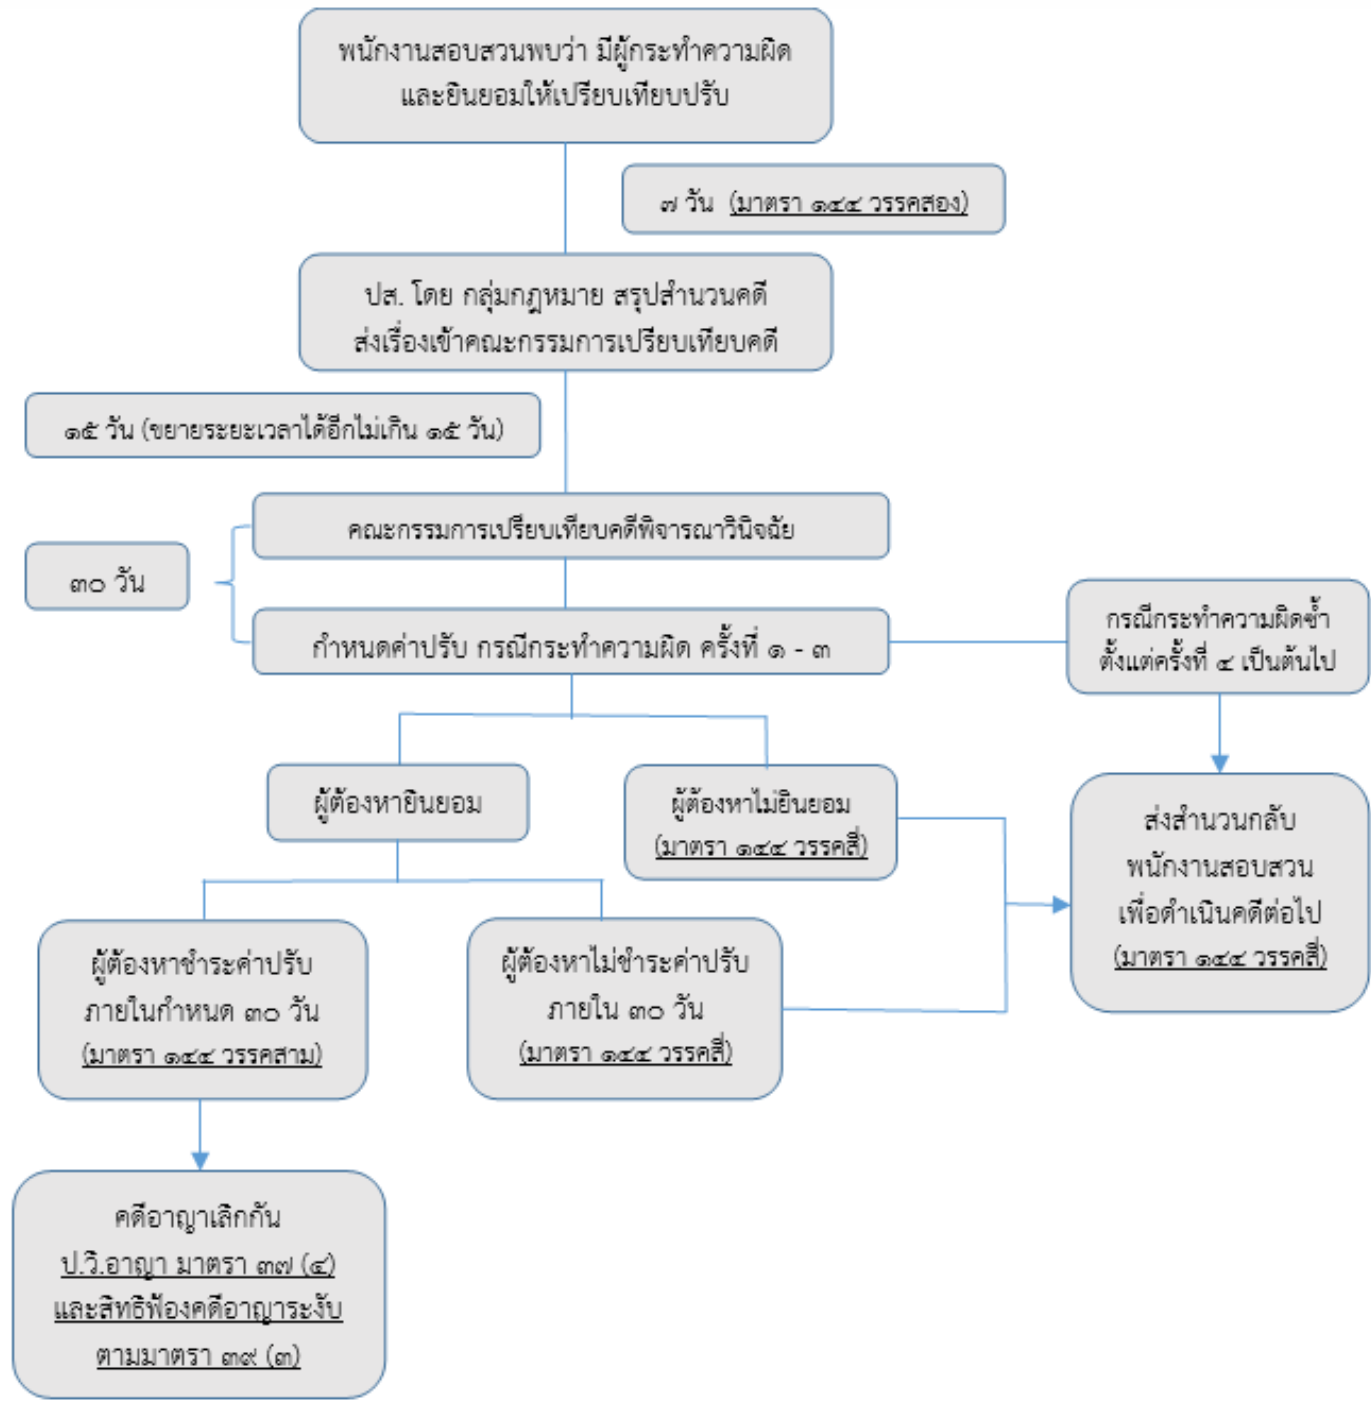 พนักงานสอบสวนพบว่า มีผู้กระทำความผิด
และยินยอมให้เปรียบเทียบปรับ
๗ วัน (มาตรา ๑๔๔ วรรคสอง)
ปส. โดย กลุ่มกฎหมาย สรุปสำนวนคดี
ส่งเรื่องเข้าคณะกรรมการเปรียบเทียบคดี
๑๕ วัน (ขยายระยะเวลาได้อีกไม่เกิน ๑๕ วัน)
คณะกรรมการเปรียบเทียบคดีพิจารณาวินิจฉัย
๓๐ วัน
กำหนดค่าปรับ กรณีกระทำความผิด ครั้งที่ ๑ - ๓
กรณีกระทำความผิดซ้ำ
ตั้งแต่ครั้งที่ ๔ เป็นต้นไป
ผู้ต้องหายินยอม
ผู้ต้องหาไม่ยินยอม
(มาตรา ๑๔๔ วรรคสี่)
ส่งสำนวนกลับ
พนักงานสอบสวน
เพื่อดำเนินคดีต่อไป
(มาตรา ๑๔๔ วรรคสี่)
ผู้ต้องหาชำระค่าปรับ
ภายในกำหนด ๓๐ วัน
(มาตรา ๑๔๔ วรรคสาม)
ผู้ต้องหาไม่ชำระค่าปรับ
ภายใน ๓๐ วัน
(มาตรา ๑๔๔ วรรคสี่)
คดีอาญาเลิกกัน
ป.วิ.อาญา มาตรา ๓๗ (๔)
และสิทธิฟ้องคดีอาญาระงับ
ตามมาตรา ๓๙ (๓)